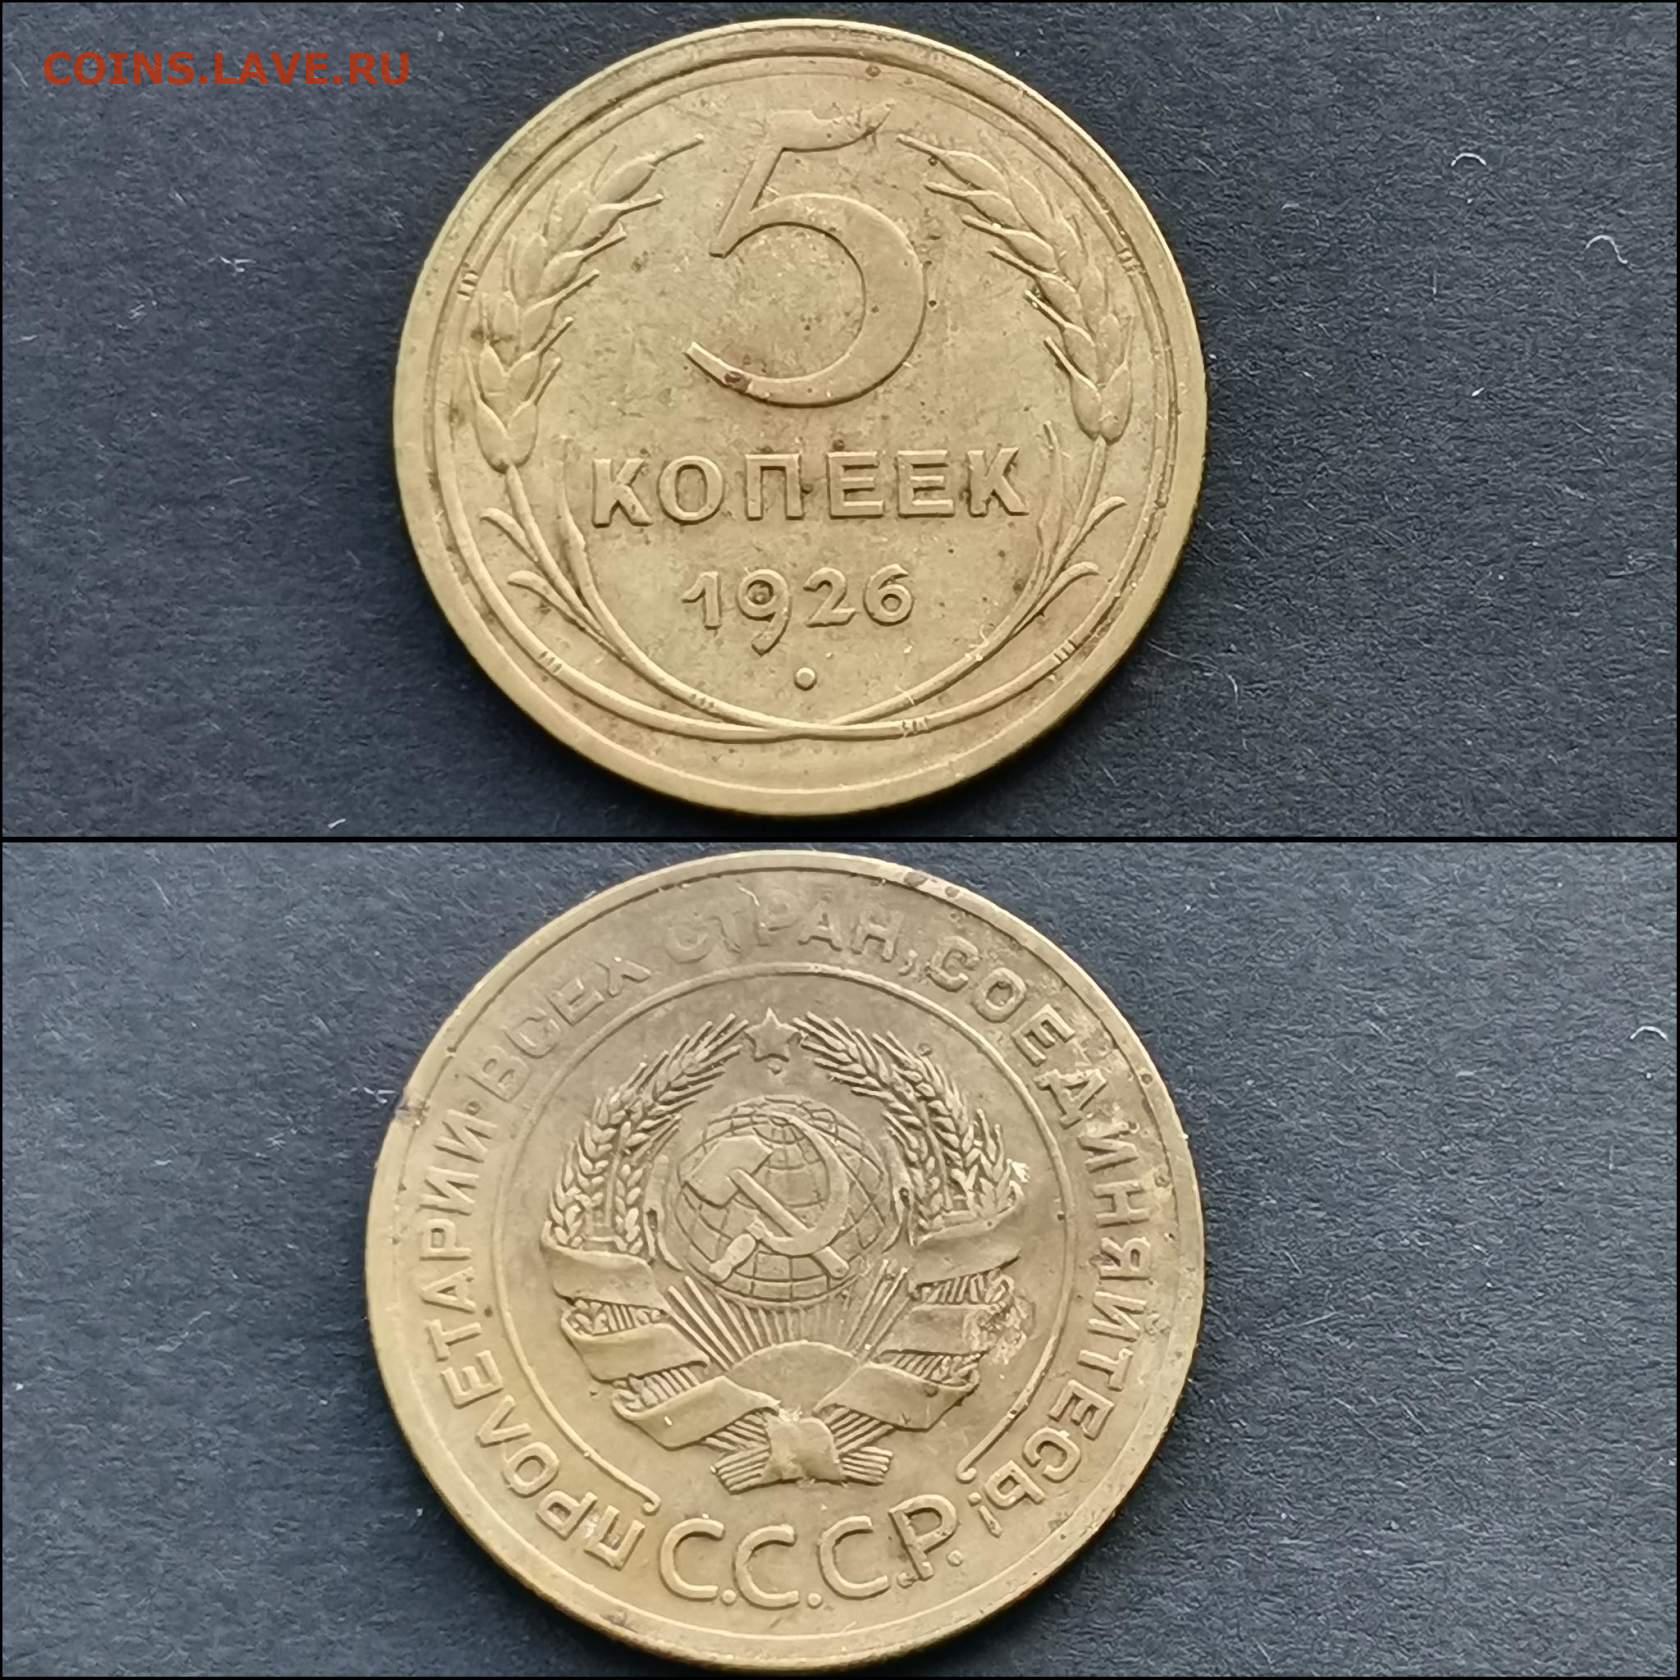 COINS.LAVE.RU
5
КОПЕЕК
1926
ПРОЛЕТАРИИ ВСЕХ СТРАН, СОЕДИНЯЙТЕСЬ!
С.С.С.Р.